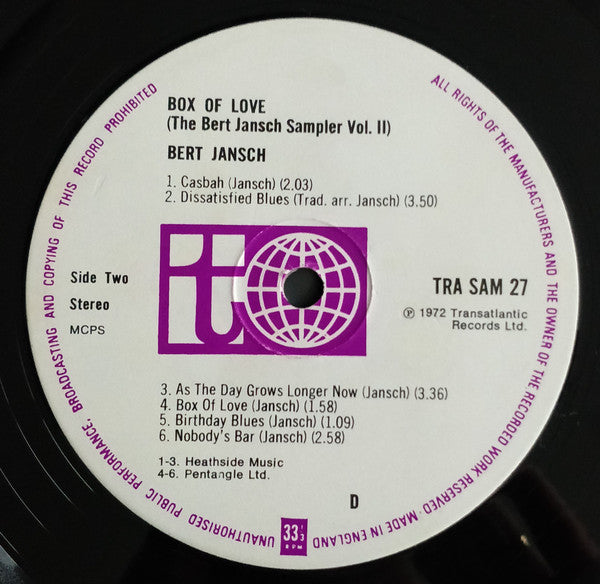 BOX OF LOVE
(The Bert Jansch Sampler Vol. II)
BERT JANSCH
1. Casbah (Jansch) (2.03)
2. Dissatisfied Blues (Trad. arr. Jansch) (3.50)
Side Two
Stereo
MCPS
it
TRA SAM 27
Ⓟ 1972 Transatlantic
Records Ltd.
3. As The Day Grows Longer Now (Jansch) (3.36)
4. Box Of Love (Jansch) (1.58)
5. Birthday Blues (Jansch) (1.09)
6. Nobody's Bar (Jansch) (2.58)
1-3. Heathside Music
4-6. Pentangle Ltd.
D
33 1/3
RPM
ALL RIGHTS OF THE MANUFACTURERS AND THE OWNER OF THE RECORDED WORK RESERVED·MADE IN ENGLAND
UNAUTHORISED PUBLIC PERFORMANCE, BROADCASTING AND COPYING OF THIS RECORD PROHIBITED